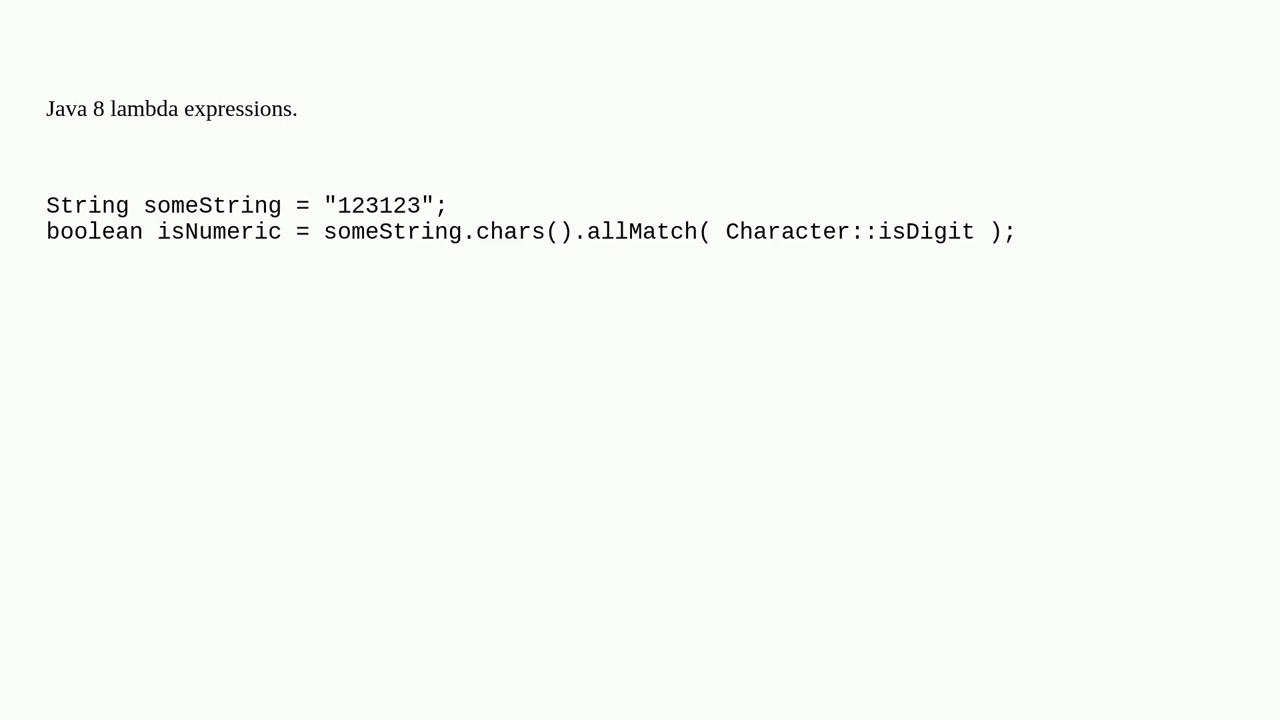 Java 8 lambda expressions.
String someString = "123123";
boolean isNumeric = someString.chars().allMatch( Character::isDigit );